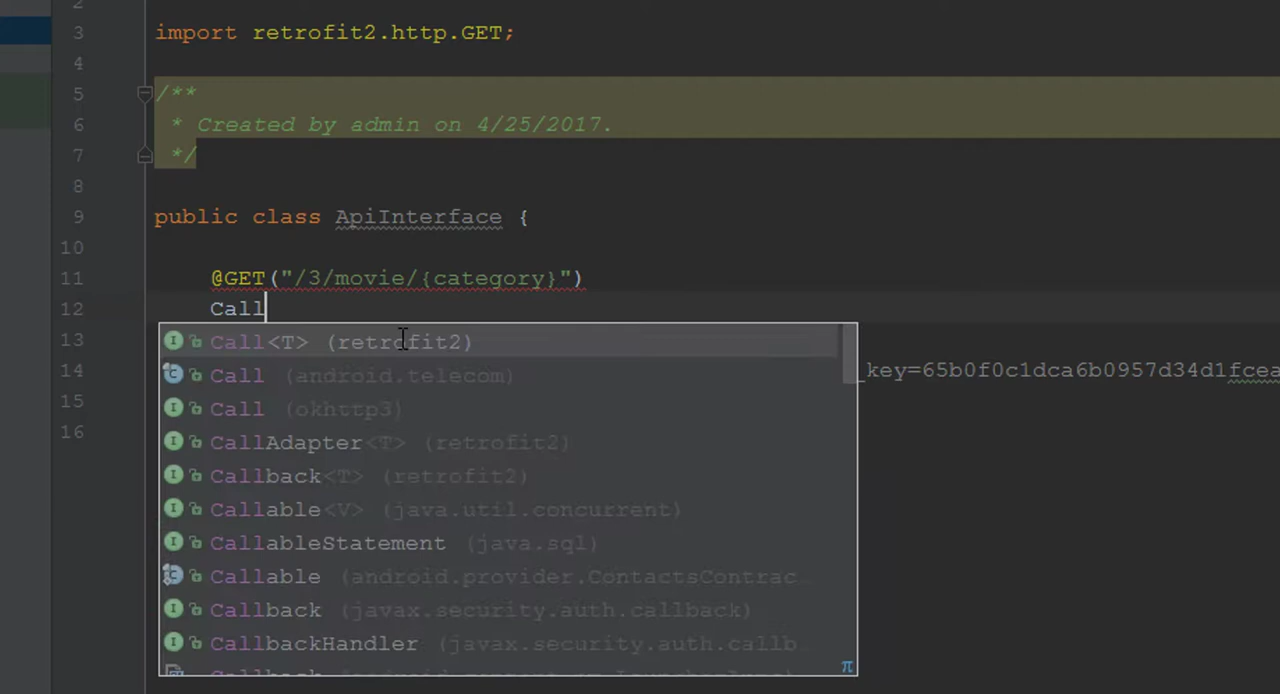 2
3 import retrofit2.http.GET;
4
5 /**
6 * Created by admin on 4/25/2017.
7 */
8
9 public class ApiInterface {
10
11 @GET("/3/movie/{category}")
12 Call
13 Call<T> (retrofit2)
14 _key=65b0f0c1dca6b0957d34d1fcea
Call (android.telecom)
15 Call (okhttp3)
16 CallAdapter<T> (retrofit2)
Callback<T> (retrofit2)
Callable<V> (java.util.concurrent)
CallableStatement (java.sql)
Callable (android.provider.ContactsContrac
Callback (javax.security.auth.callback)
CallbackHandler (javax.security.auth.callb
π